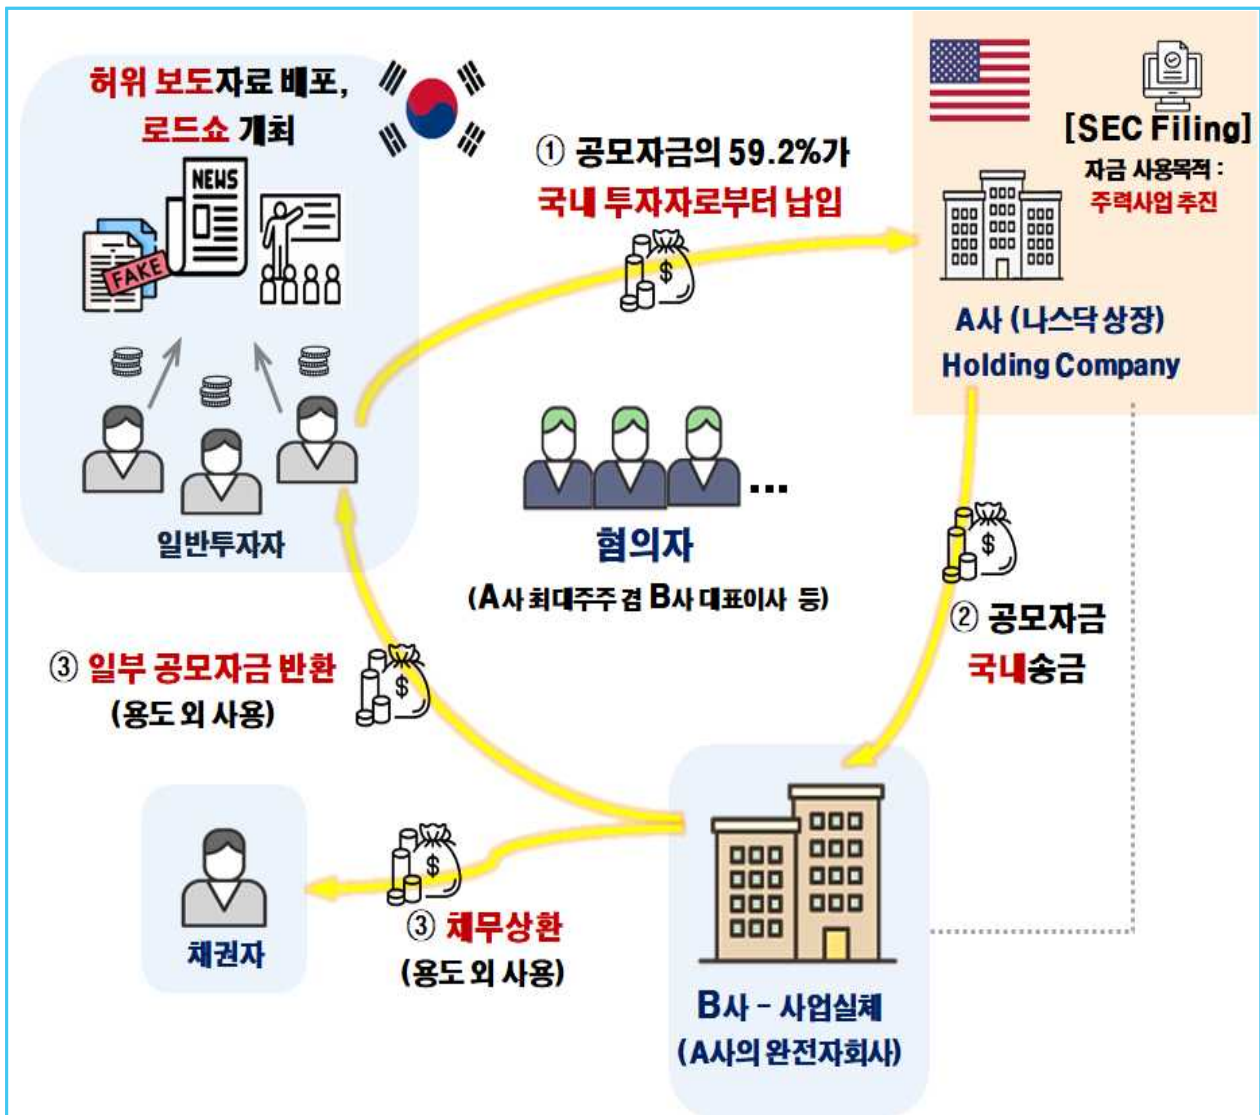 허위 보도자료 배포,
로드쇼 개최
NEWS
FAKE
일반투자자
① 공모자금의 59.2%가
국내 투자자로부터 납입
$
[SEC Filing]
자금 사용목적 :
주력사업 추진
A사 (나스닥 상장)
Holding Company
...
혐의자
(A사 최대주주 겸 B사 대표이사 등)
$
② 공모자금
국내송금
③ 일부 공모자금 반환
(용도 외 사용)
$
채권자
$
③ 채무상환
(용도 외 사용)
B사 - 사업실체
(A사의 완전자회사)